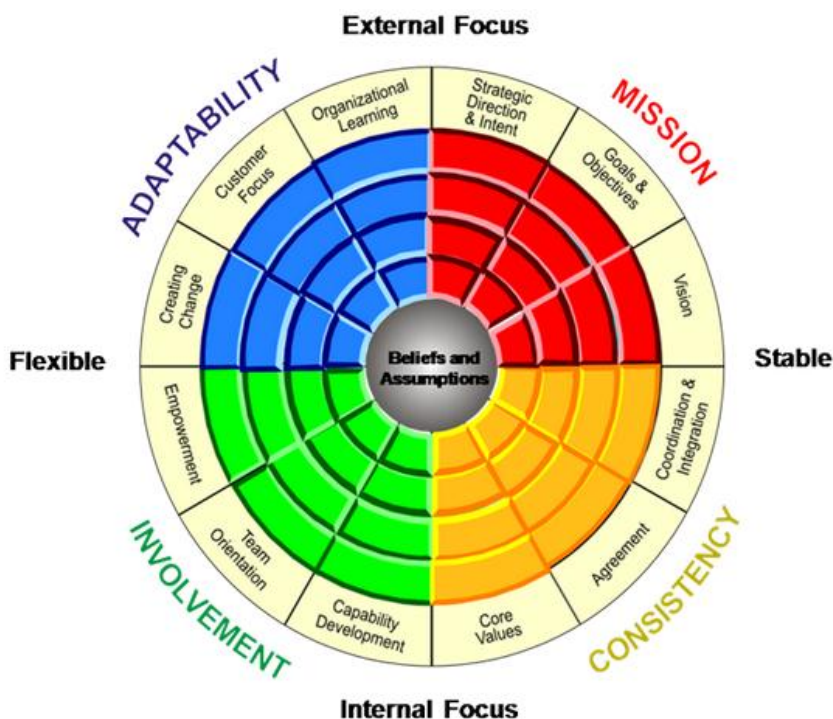 External Focus
ADAPTABILITY
MISSION
Organizational
Learning
Strategic
Direction
& Intent
Customer
Focus
Goals &
Objectives
Creating
Change
Vision
Flexible
Beliefs and
Assumptions
Stable
Empowerment
Coordination &
Integration
Team
Orientation
Agreement
Capability
Development
Core
Values
INVOLVEMENT
CONSISTENCY
Internal Focus